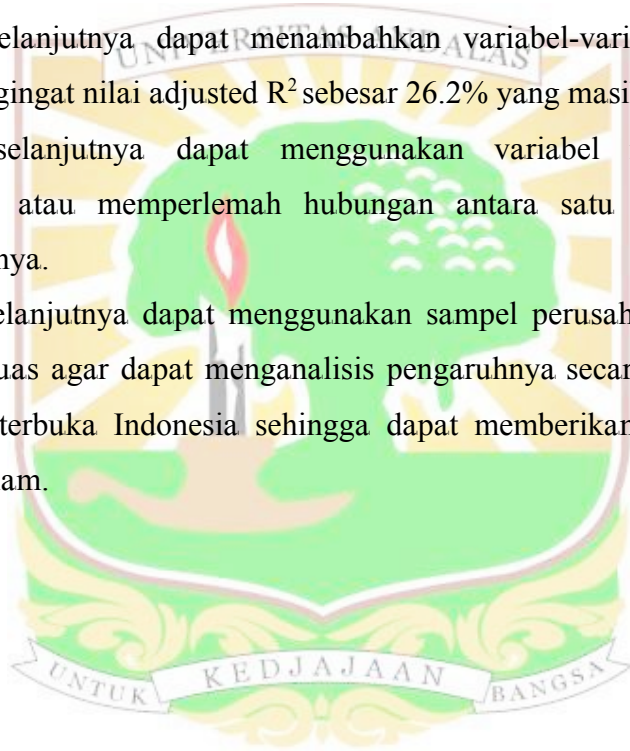 elanjutnya dapat menambahkan variabel-vari
UNIVERSITAS ANDALAS
gingat nilai adjusted R² sebesar 26.2% yang masi
selanjutnya dapat menggunakan variabel
atau memperlemah hubungan antara satu
nya.
elanjutnya dapat menggunakan sampel perusah
uas agar dapat menganalisis pengaruhnya secar
terbuka Indonesia sehingga dapat memberikan
am.
UNTUK KEDJAJAAN BANGSA